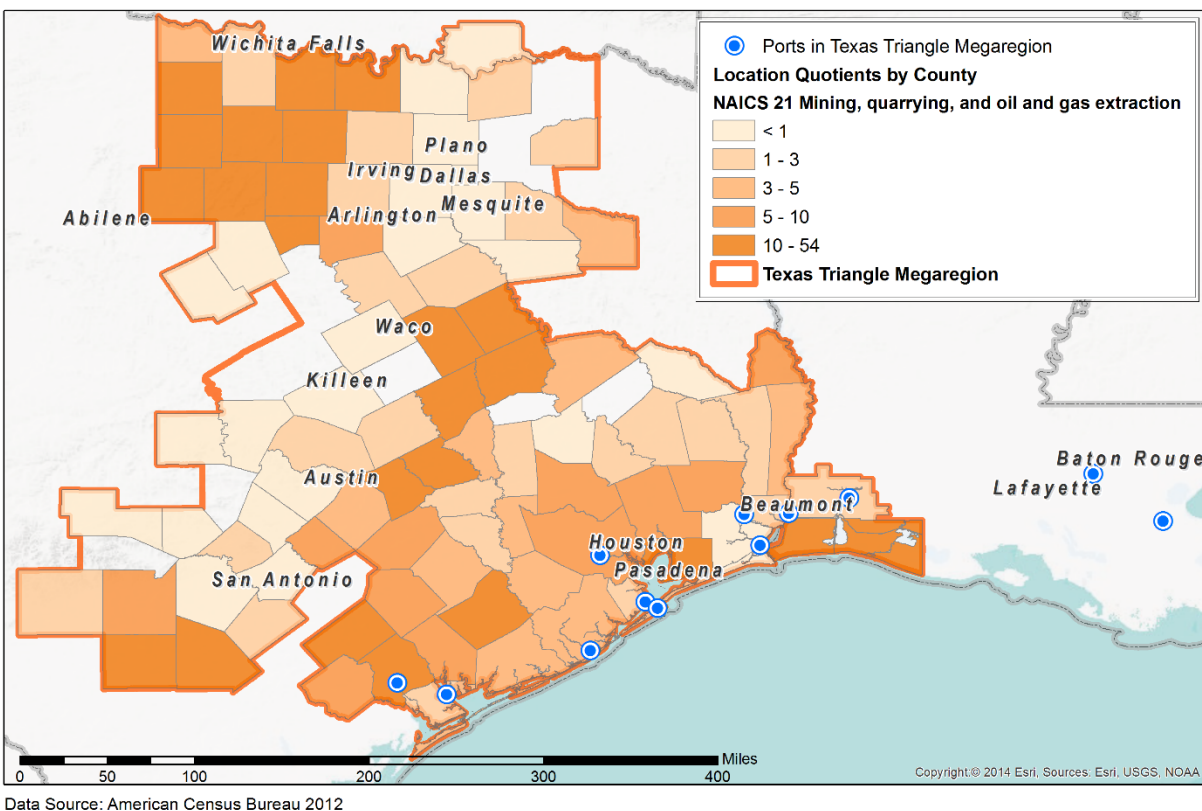 Ports in Texas Triangle Megaregion
Location Quotients by County
NAICS 21 Mining, quarrying, and oil and gas extraction
< 1
1 - 3
3 - 5
5 - 10
10 - 54
Texas Triangle Megaregion
Wichita Falls
Plano
Irving Dallas
Abilene
Arlington
Mesquite
Waco
Killeen
Austin
Baton Rouge
Lafayette
Beaumont
Houston
Pasadena
San Antonio
Miles
0 50 100 200 300 400
Copyright:© 2014 Esri, Sources: Esri, USGS, NOAA
Data Source: American Census Bureau 2012